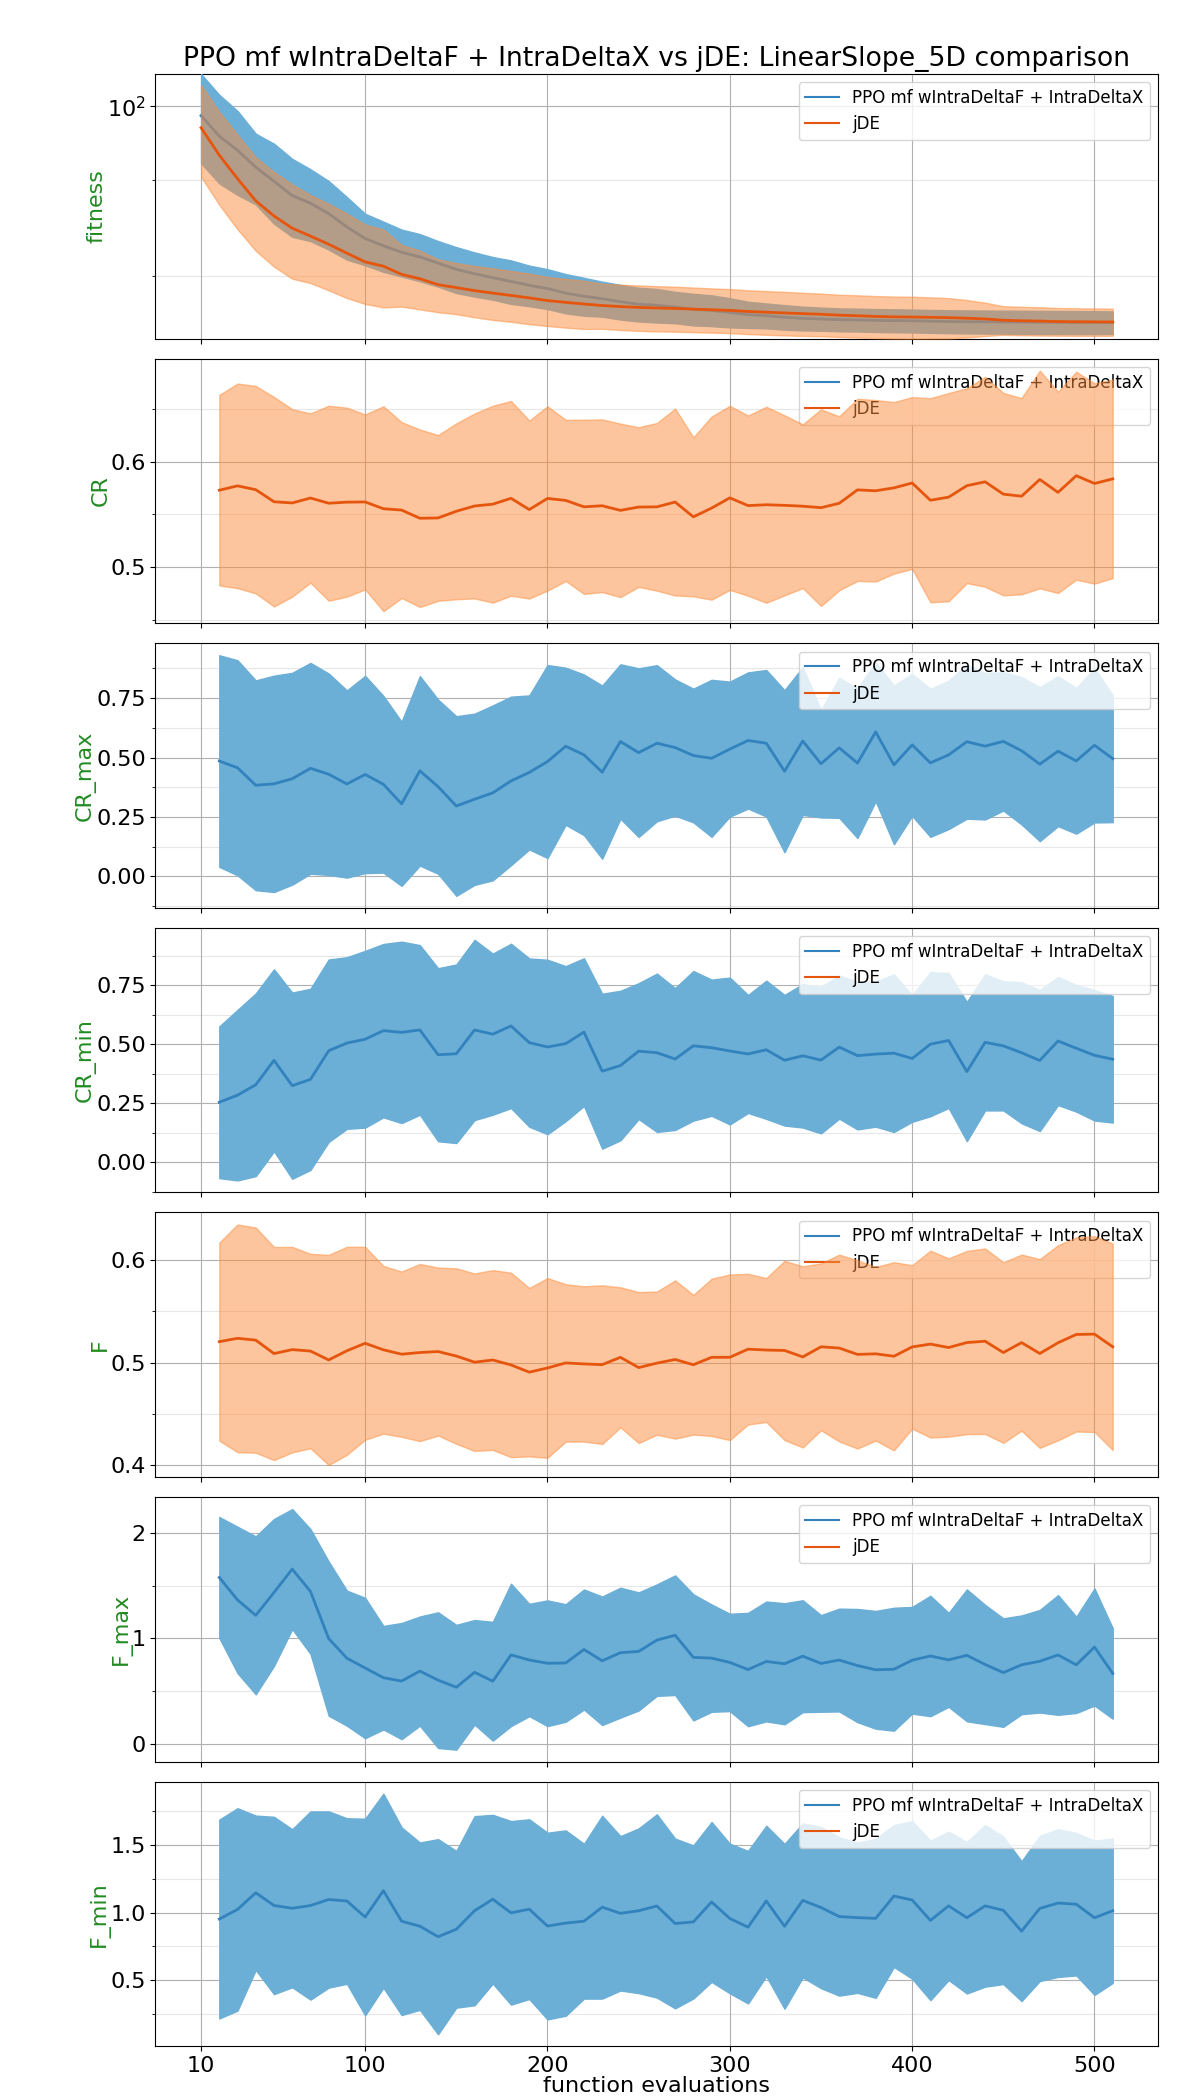 PPO mf wIntraDeltaF + IntraDeltaX vs jDE: LinearSlope_5D comparison
10²
fitness
PPO mf wIntraDeltaF + IntraDeltaX
jDE
0.6
0.5
CR
PPO mf wIntraDeltaF + IntraDeltaX
jDE
0.75
0.50
0.25
0.00
CR_max
PPO mf wIntraDeltaF + IntraDeltaX
jDE
0.75
0.50
0.25
0.00
CR_min
PPO mf wIntraDeltaF + IntraDeltaX
jDE
0.6
0.5
0.4
F
PPO mf wIntraDeltaF + IntraDeltaX
jDE
2
1
0
F_max
PPO mf wIntraDeltaF + IntraDeltaX
jDE
1.5
1.0
0.5
F_min
PPO mf wIntraDeltaF + IntraDeltaX
jDE
10 100 200 300 400 500
function evaluations